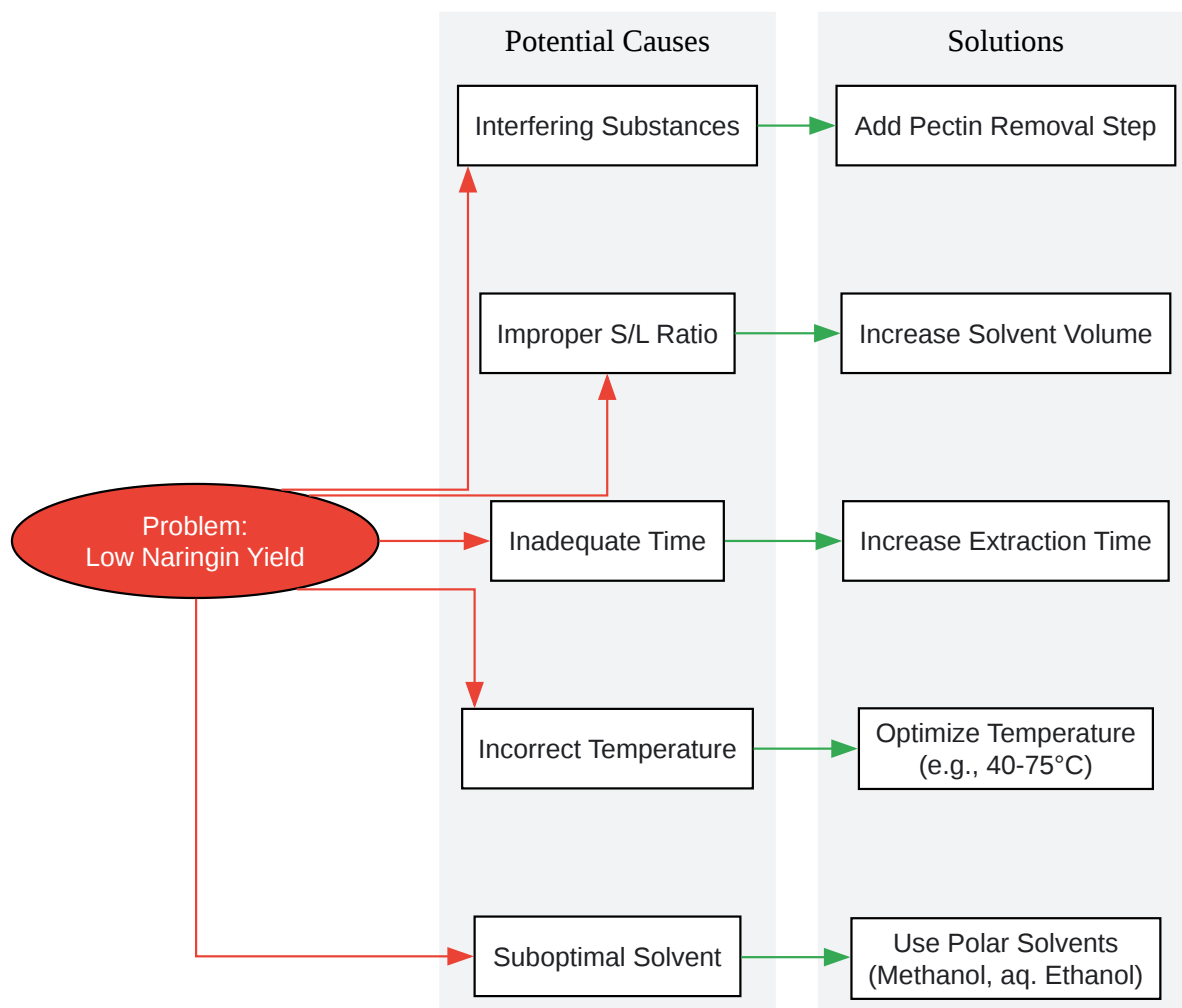 Potential Causes
Solutions
Interfering Substances
Add Pectin Removal Step
Improper S/L Ratio
Increase Solvent Volume
Problem:
Low Naringin Yield
Inadequate Time
Increase Extraction Time
Incorrect Temperature
Optimize Temperature
(e.g., 40-75°C)
Suboptimal Solvent
Use Polar Solvents
(Methanol, aq. Ethanol)